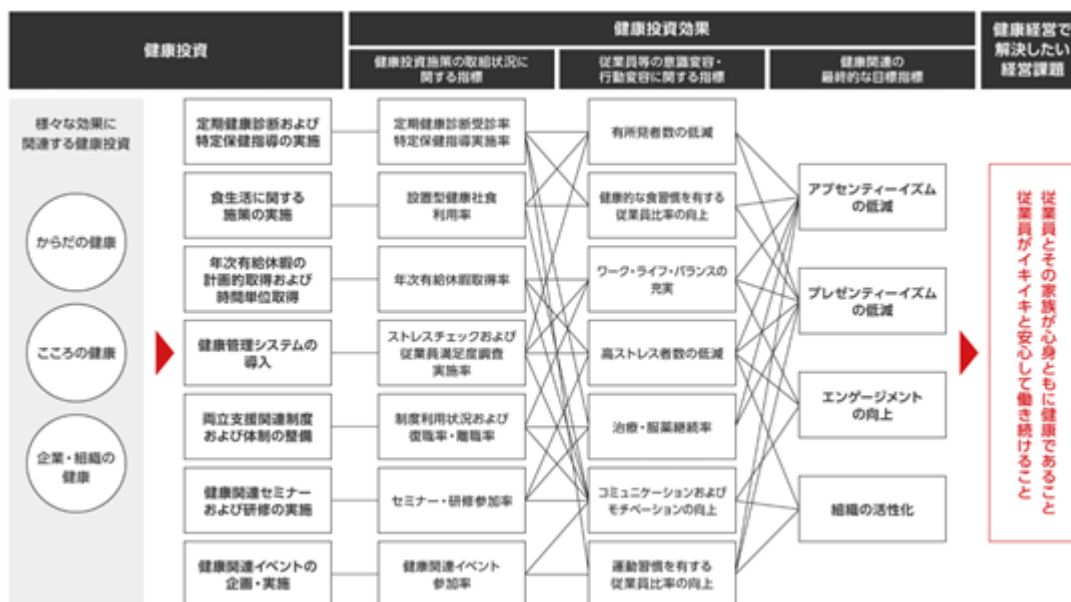 健康投資
健康投資効果
健康経営で
解決したい
経営課題
健康投資施策の取組状況に
関する指標
従業員等の意識変容・
行動変容に関する指標
健康関連の
最終的な目標指標
様々な効果に
関連する健康投資
からだの健康
こころの健康
企業・組織の
健康
定期健康診断および
特定保健指導の実施
食生活に関する
施策の実施
年次有給休暇の
計画的取得および
時間単位取得
健康管理システムの
導入
両立支援関連制度
および体制の整備
健康関連セミナー
および研修の実施
健康関連イベントの
企画・実施
定期健康診断受診率
特定保健指導実施率
設置型健康社食
利用率
年次有給休暇取得率
ストレスチェックおよび
従業員満足度調査
実施率
制度利用状況および
復職率・離職率
セミナー・研修参加率
健康関連イベント
参加率
有所見者数の低減
健康的な食習慣を有する
従業員比率の向上
ワーク・ライフ・バランスの
充実
高ストレス者数の低減
治療・服薬継続率
コミュニケーションおよび
モチベーションの向上
運動習慣を有する
従業員比率の向上
アブセンティーイズム
の低減
プレゼンティーイズム
の低減
エンゲージメント
の向上
組織の活性化
従業員とその家族が心身ともに健康であること
従業員がイキイキと安心して働き続けること